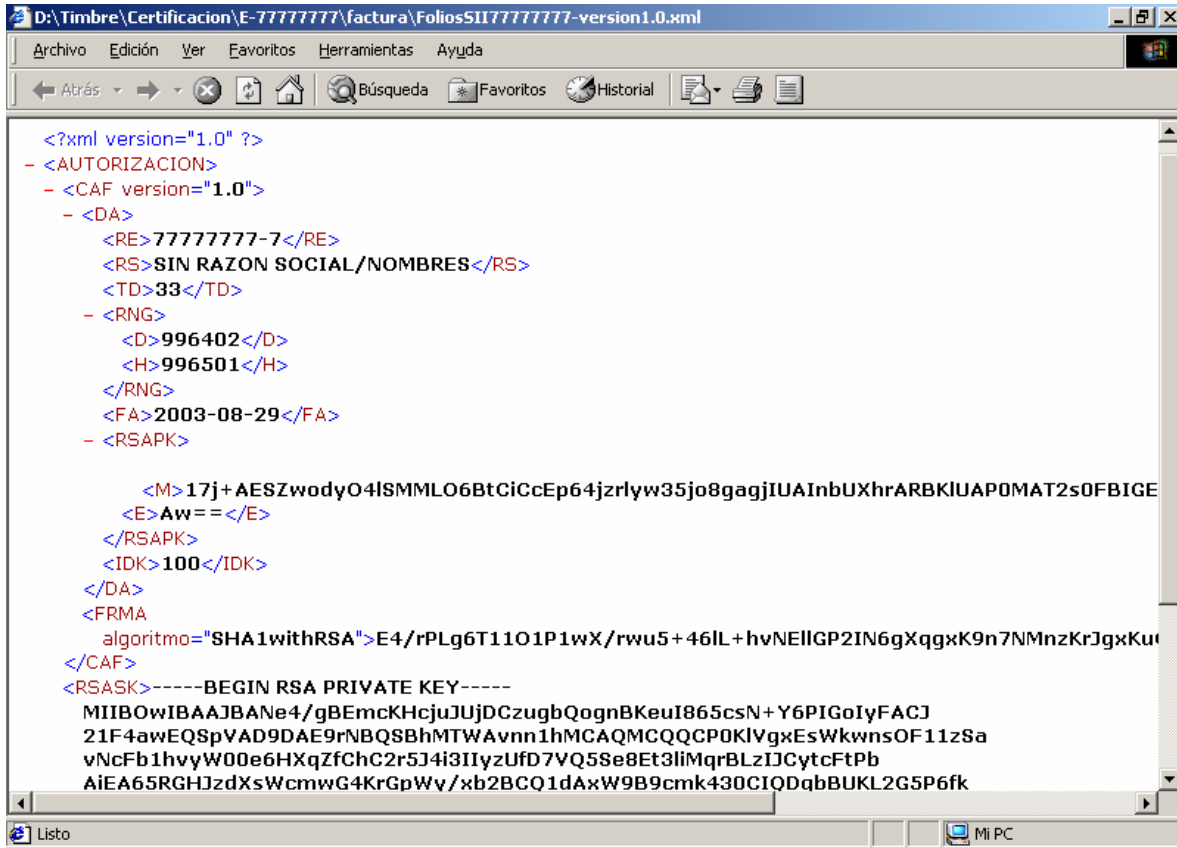 D:\Timbre\Certificacion\E-77777777\factura\FoliosSII77777777-version1.0.xml
Archivo Edición Ver Favoritos Herramientas Ayuda
Atrás Búsqueda Favoritos Historial
<?xml version="1.0" ?>
- <AUTORIZACION>
- <CAF version="1.0">
- <DA>
<RE>77777777-7</RE>
<RS>SIN RAZON SOCIAL/NOMBRES</RS>
<TD>33</TD>
- <RNG>
<D>996402</D>
<H>996501</H>
</RNG>
<FA>2003-08-29</FA>
- <RSAPK>
<M>17j+AESZwodyO4lSMMLO6BtCiCcEp64jzrlyw35jo8gagjIUAInbUXhrARBKlUAP0MAT2s0FBIGE
<E>Aw==</E>
</RSAPK>
<IDK>100</IDK>
</DA>
<FRMA
algoritmo="SHA1withRSA">E4/rPLg6T11O1P1wX/rwu5+46lL+hvNEllGP2IN6gXqgxK9n7NMnzKrJgxKu
</CAF>
<RSASK>-----BEGIN RSA PRIVATE KEY-----
MIIBOwIBAAJBANe4/gBEmcKHcjuJUjDCzugbQognBKeuI865csN+Y6PIGoIyFACJ
21F4awEQSpVAD9DAE9rNBQSBhMTWAvnn1hMCAQMCQQCP0KlVgxEsWkwnsOF11zSa
vNcFb1hvyW00e6HXqZfChC2r5J4i3IIyzUfD7VQ5Se8Et3liMqrBLzIJCytcFtPb
AiEA65RGHJzdXsWcmwG4KrGpWv/xb2BCQ1dAxW9B9cmk430CIQDqbBUKL2G5P6fk
Listo Mi PC